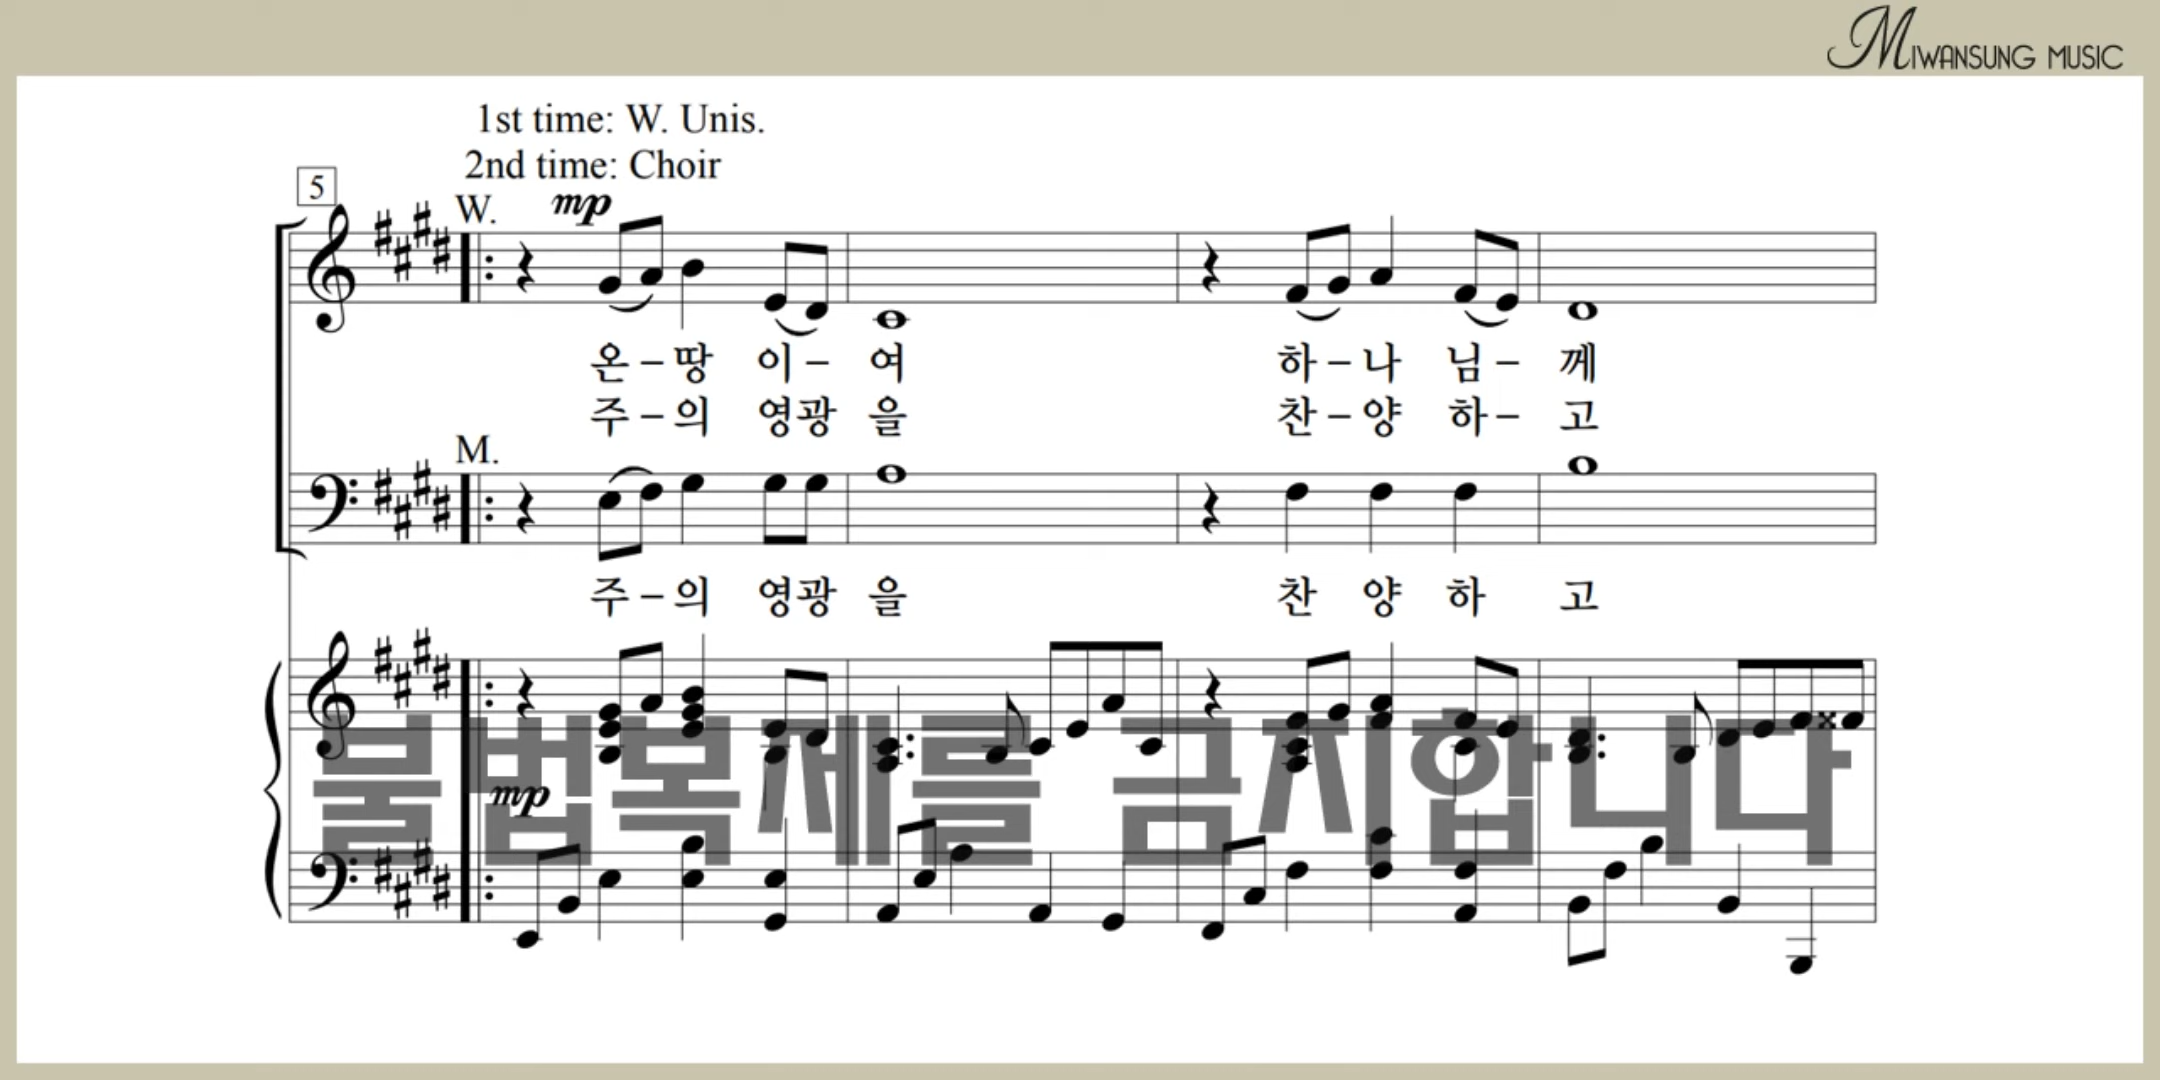 MIWANSUNG MUSIC
1st time: W. Unis.
2nd time: Choir
5
W.
mp
온 – 땅 이 – 여 하 – 나 님 – 께
주 – 의 영광 을 찬 – 양 하 – 고
M.
주 – 의 영광 을 찬 양 하 고
불법복제를 금지합니다
mp